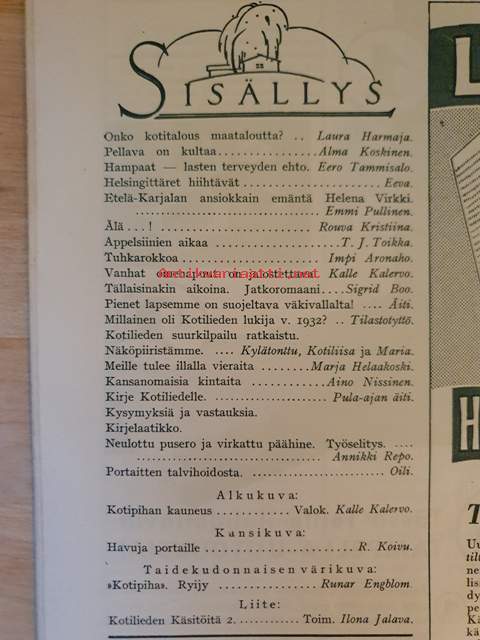 SISÄLLYS
Onko kotitalous maataloutta? .. Laura Harmaja.
Pellava on kultaa................Alma Koskinen.
Hampaat — lasten terveyden ehto. Eero Tammisalo.
Helsingittäret hiihtävät ........................Eeva.
Etelä-Karjalan ansiokkain emäntä Helena Virkki.
..............................Emmi Pullinen.
Älä . . . ! ........................Rouva Kristiina.
Appelsiinien aikaa ....................T. J. Toikka.
Tuhkarokkoa ......................Impi Aronaho.
Vanhat omenapuut on jalostettava! Kalle Kalervo.
Tällaisinakin aikoina. Jatkoromaani....Sigrid Boo.
Pienet lapsemme on suojeltava väkivallalta! .... Äiti.
Millainen oli Kotilieden lukija v. 1932? .. Tilastotyttö.
Kotilieden suurkilpailu ratkaistu.
Näköpiiristämme. .... Kylätonttu, Kotiliisa ja Maria.
Meille tulee illalla vieraita ........Marja Helaakoski.
Kansanomaisia kintaita ............Aino Nissinen.
Kirje Kotiliedelle. ....................Pula-ajan äiti.
Kysymyksiä ja vastauksia.
Kirjelaatikko.
Neulottu pusero ja virkattu päähine. Työselitys. ....
................................Annikki Repo.
Portaitten talvihoidosta. ......................Oili.
Alkukuva:
Kotipihan kauneus ............Valok. Kalle Kalervo.
Kansikuva:
Havuja portaille ..........................R. Koivu.
Taidekudonnaisen värikuva:
»Kotipiha». Ryijy ................Runar Engblom
Liite:
Kotilieden Käsitöitä 2...........Toim. Ilona Jalava.
L
H
T
Uu